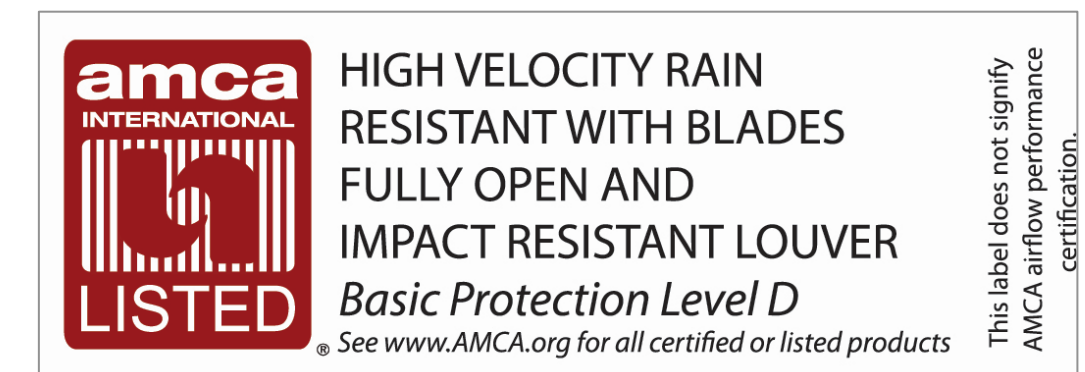 amca
INTERNATIONAL
LISTED
®
HIGH VELOCITY RAIN
RESISTANT WITH BLADES
FULLY OPEN AND
IMPACT RESISTANT LOUVER
Basic Protection Level D
See www.AMCA.org for all certified or listed products
This label does not signify
AMCA airflow performance
certification.